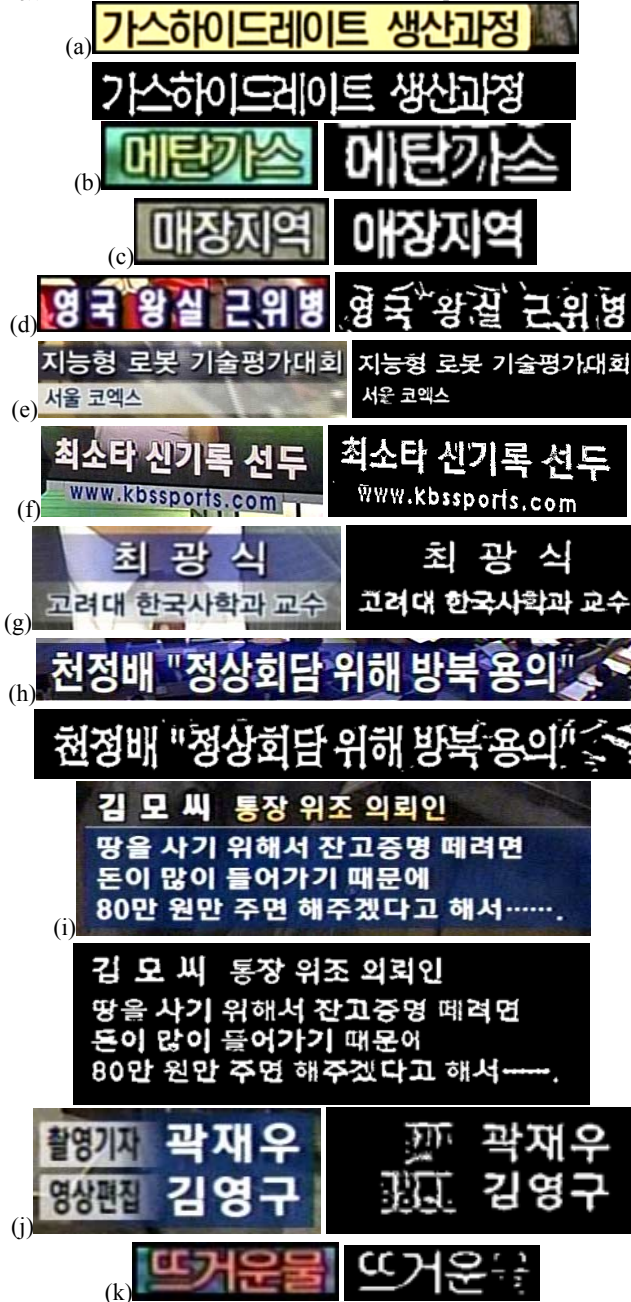 (a) 가스하이드레이트 생산과정
가스하이드레이트 생산과정
(b) 메탄가스 메탄가스
(c) 매장지역 매장지역
(d) 영국 왕실 근위병 영국 왕실 근위병
(e) 지능형 로봇 기술평가대회 지능형 로봇 기술평가대회
서울 코엑스 서울 코엑스
(f) 최소타 신기록 선두 최소타 신기록 선두
www.kbssports.com www.kbssports.com
(g) 최 광 식 최 광 식
고려대 한국사학과 교수 고려대 한국사학과 교수
(h) 천정배 "정상회담 위해 방북 용의"
천정배 "정상회담 위해 방북 용의"
(i) 김 모 씨 통장 위조 의뢰인
땅을 사기 위해서 잔고증명 떼려면
돈이 많이 들어가기 때문에
80만 원만 주면 해주겠다고 해서…….
김 모 씨 통장 위조 의뢰인
땅을 사기 위해서 잔고증명 떼려면
돈이 많이 들어가기 때문에
80만 원만 주면 해주겠다고 해서…….
(j) 촬영기자 곽재우 곽재우
영상편집 김영구 김영구
(k) 뜨거운물 뜨거운